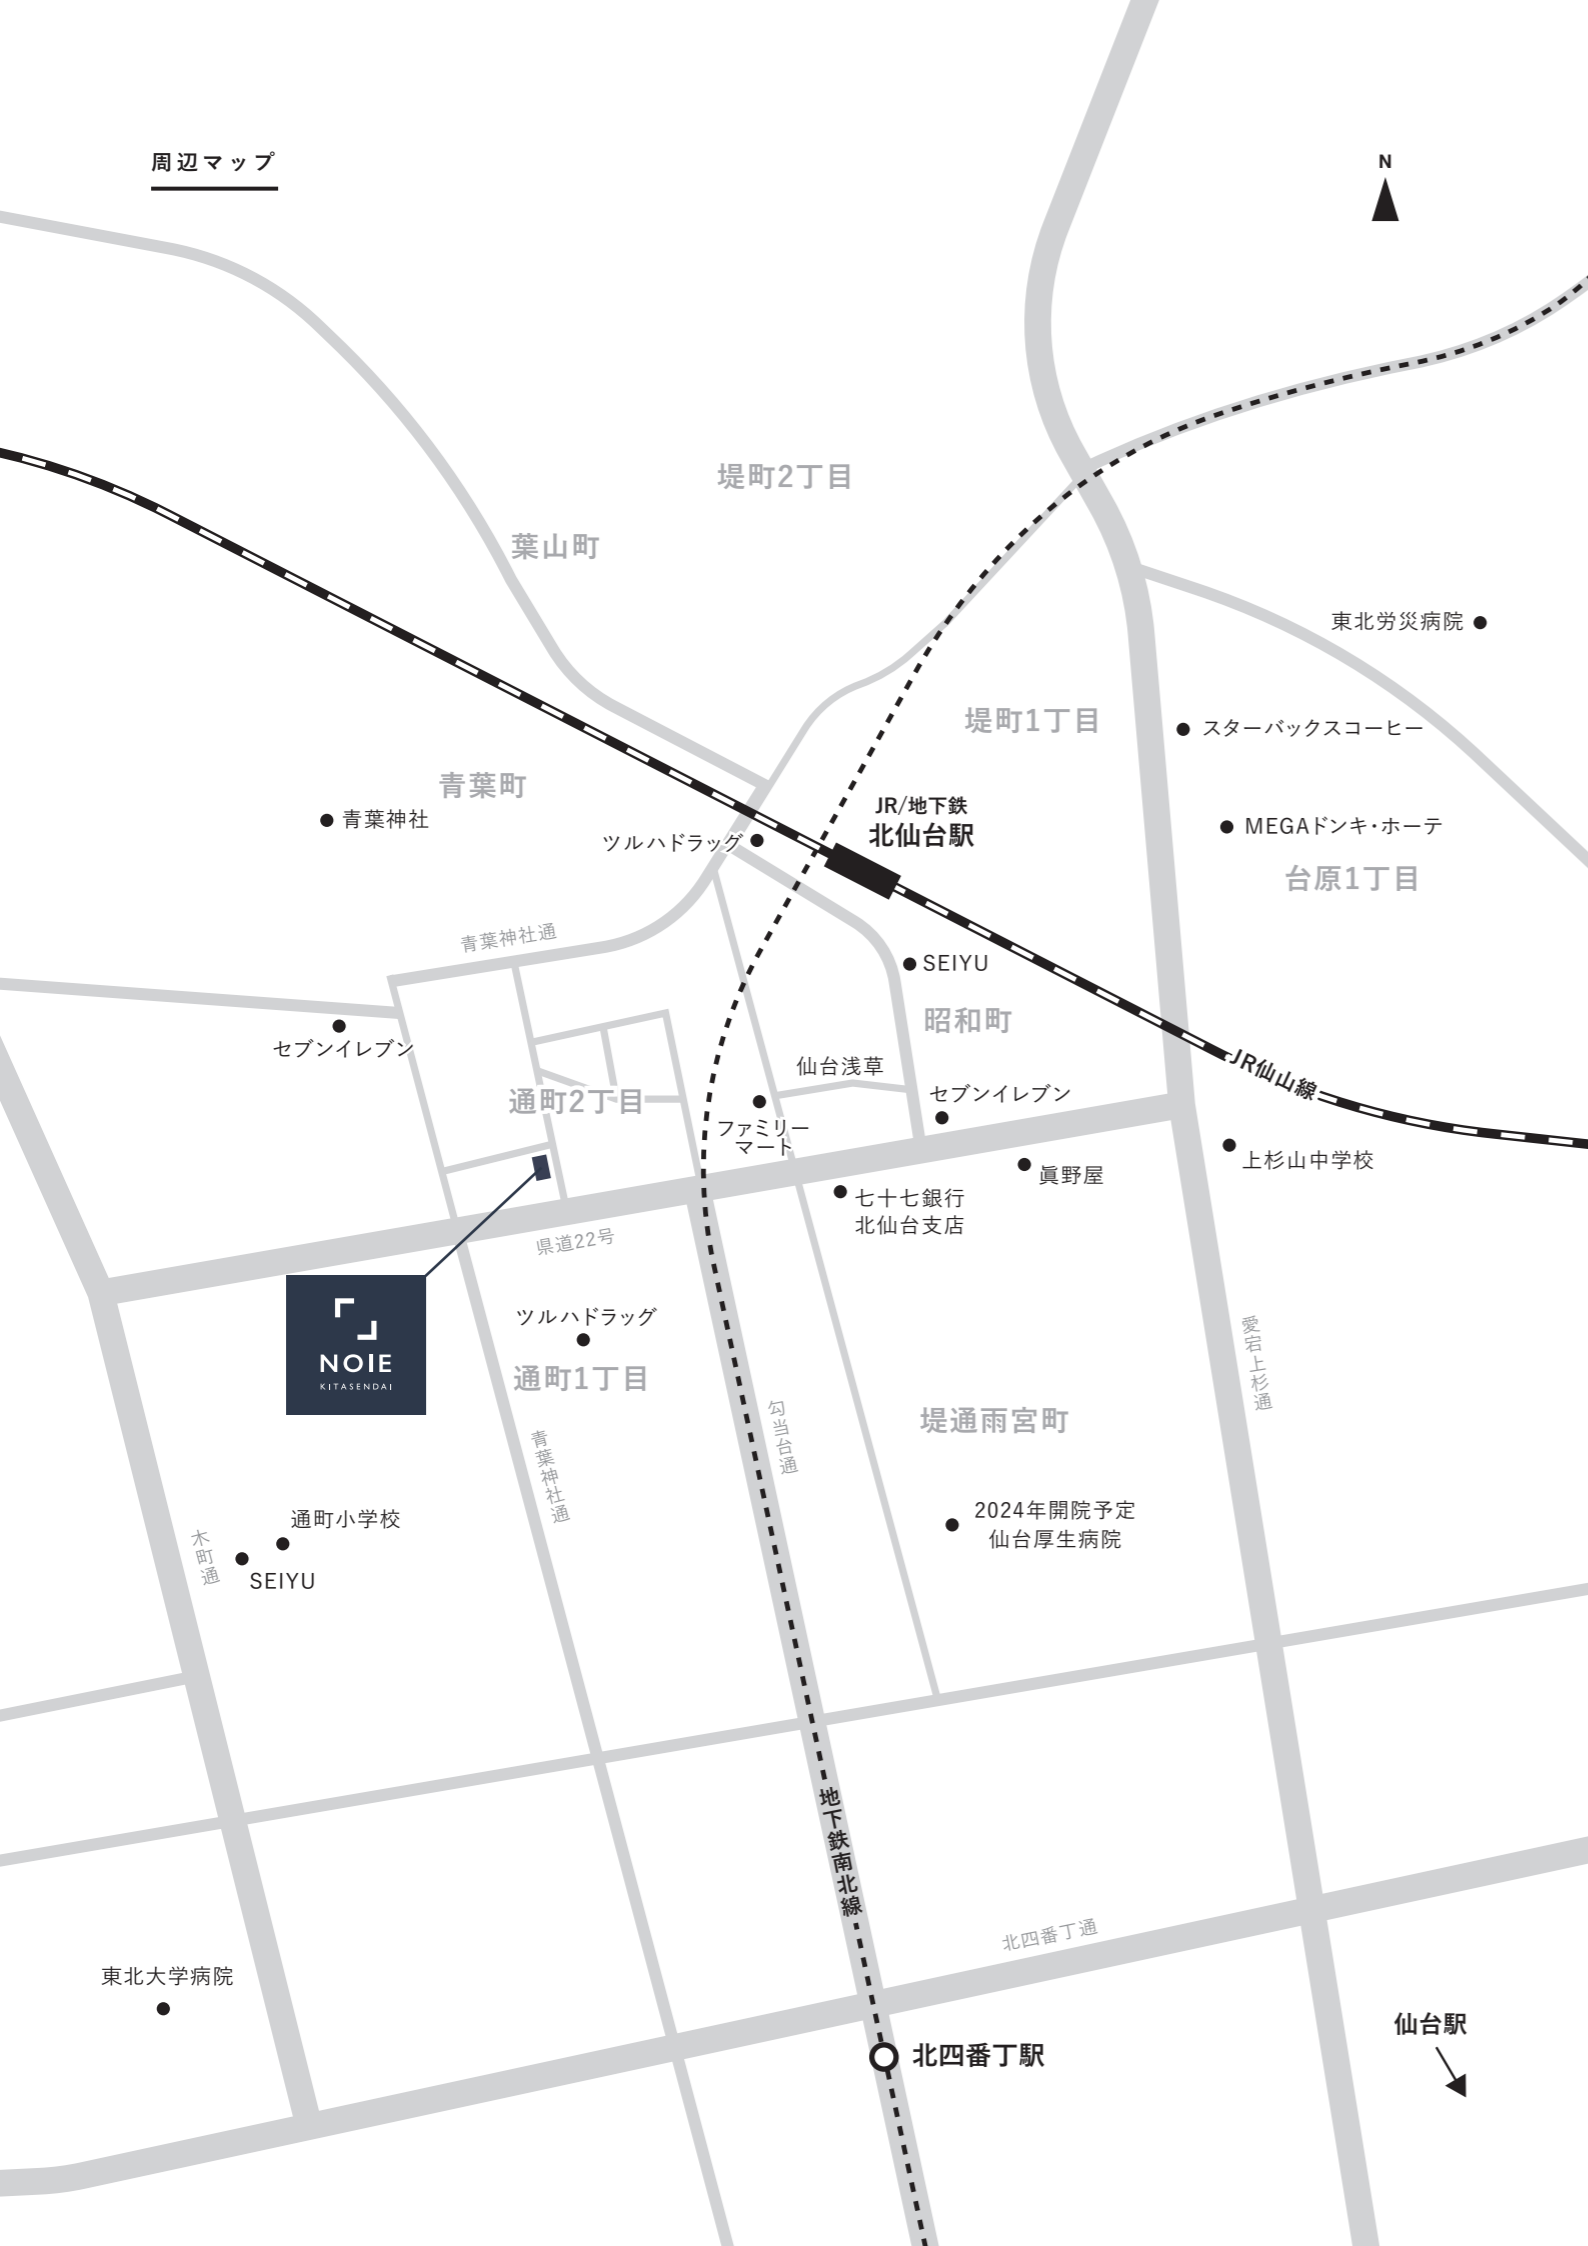 周辺マップ
N
堤町2丁目
葉山町
東北労災病院
堤町1丁目
スターバックスコーヒー
青葉町
青葉神社
JR/地下鉄
北仙台駅
MEGAドンキ・ホーテ
ツルハドラッグ
台原1丁目
青葉神社通
SEIYU
昭和町
セブンイレブン
仙台浅草
JR仙山線
通町2丁目
セブンイレブン
ファミリー
マート
上杉山中学校
眞野屋
七十七銀行
北仙台支店
県道22号
NOIE
KITASENDAI
ツルハドラッグ
通町1丁目
愛宕上杉通
勾当台通
堤通雨宮町
青葉神社通
2024年開院予定
仙台厚生病院
通町小学校
木町通
SEIYU
地下鉄南北線
北四番丁通
東北大学病院
仙台駅
北四番丁駅